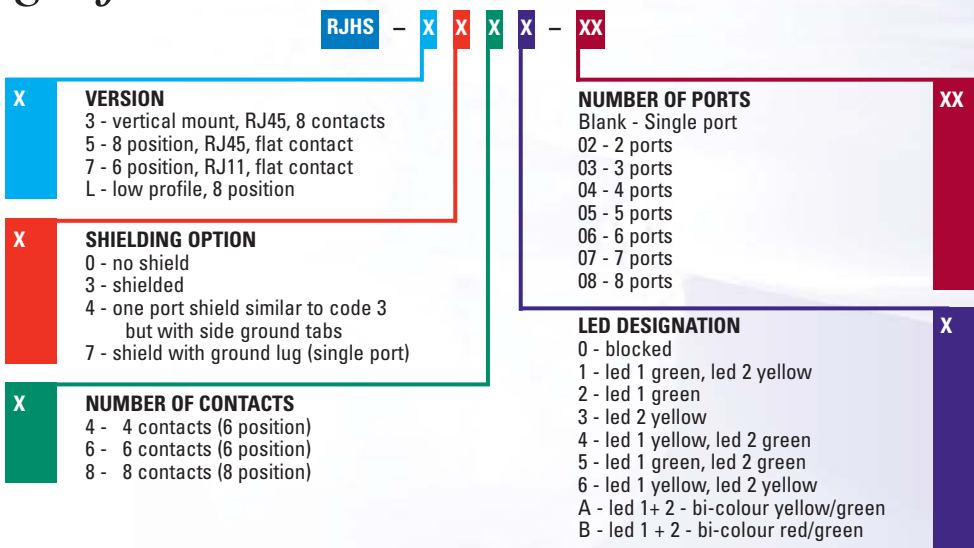 RJHS – X X X X – XX
X
VERSION
3 - vertical mount, RJ45, 8 contacts
5 - 8 position, RJ45, flat contact
7 - 6 position, RJ11, flat contact
L - low profile, 8 position
X
SHIELDING OPTION
0 - no shield
3 - shielded
4 - one port shield similar to code 3
but with side ground tabs
7 - shield with ground lug (single port)
X
NUMBER OF CONTACTS
4 - 4 contacts (6 position)
6 - 6 contacts (6 position)
8 - 8 contacts (8 position)
NUMBER OF PORTS
XX
Blank - Single port
02 - 2 ports
03 - 3 ports
04 - 4 ports
05 - 5 ports
06 - 6 ports
07 - 7 ports
08 - 8 ports
LED DESIGNATION
X
0 - blocked
1 - led 1 green, led 2 yellow
2 - led 1 green
3 - led 2 yellow
4 - led 1 yellow, led 2 green
5 - led 1 green, led 2 green
6 - led 1 yellow, led 2 yellow
A - led 1+ 2 - bi-colour yellow/green
B - led 1 + 2 - bi-colour red/green